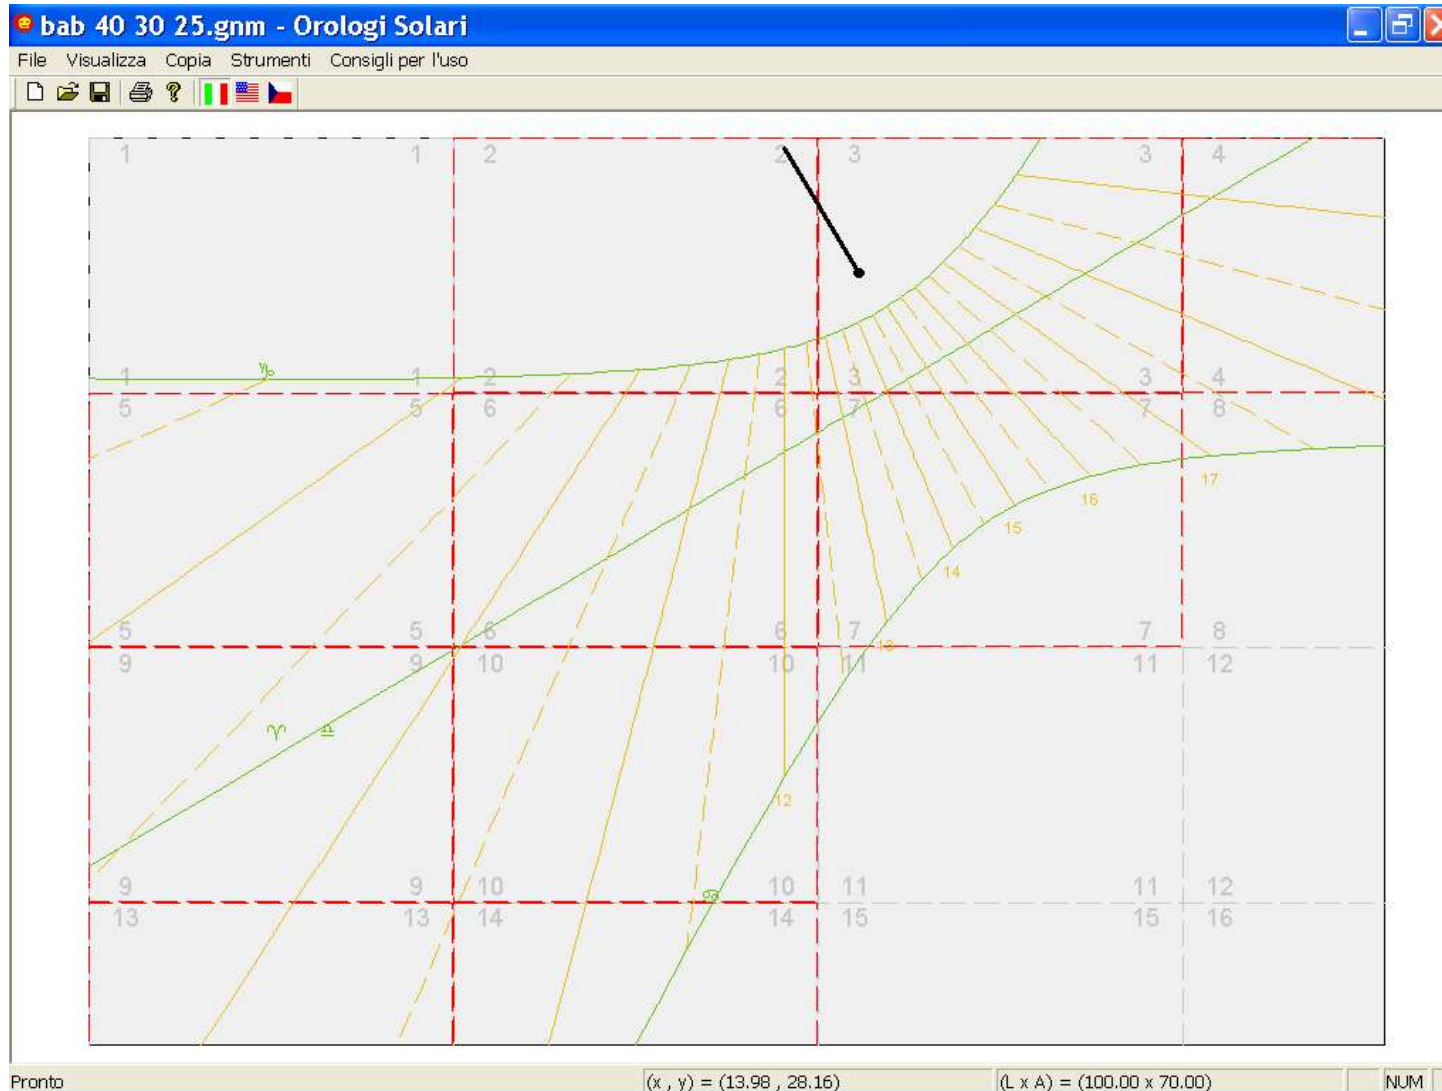 bab 40 30 25.gnm - Orologi Solari
File Visualizza Copia Strumenti Consigli per l'uso
1 1 2 2 3 3 4
♑
1 1 2 2 3 3 4
5 5 6 6 7 7 8
17
16
15
14
5 5 6 6 7 7 8
13
9 9 10 10 11 11 12
♈ ♎
12
9 9 10 10 11 11 12
♋
13 13 14 14 15 15 16
Pronto (x , y) = (13.98 , 28.16) (L x A) = (100.00 x 70.00) NUM